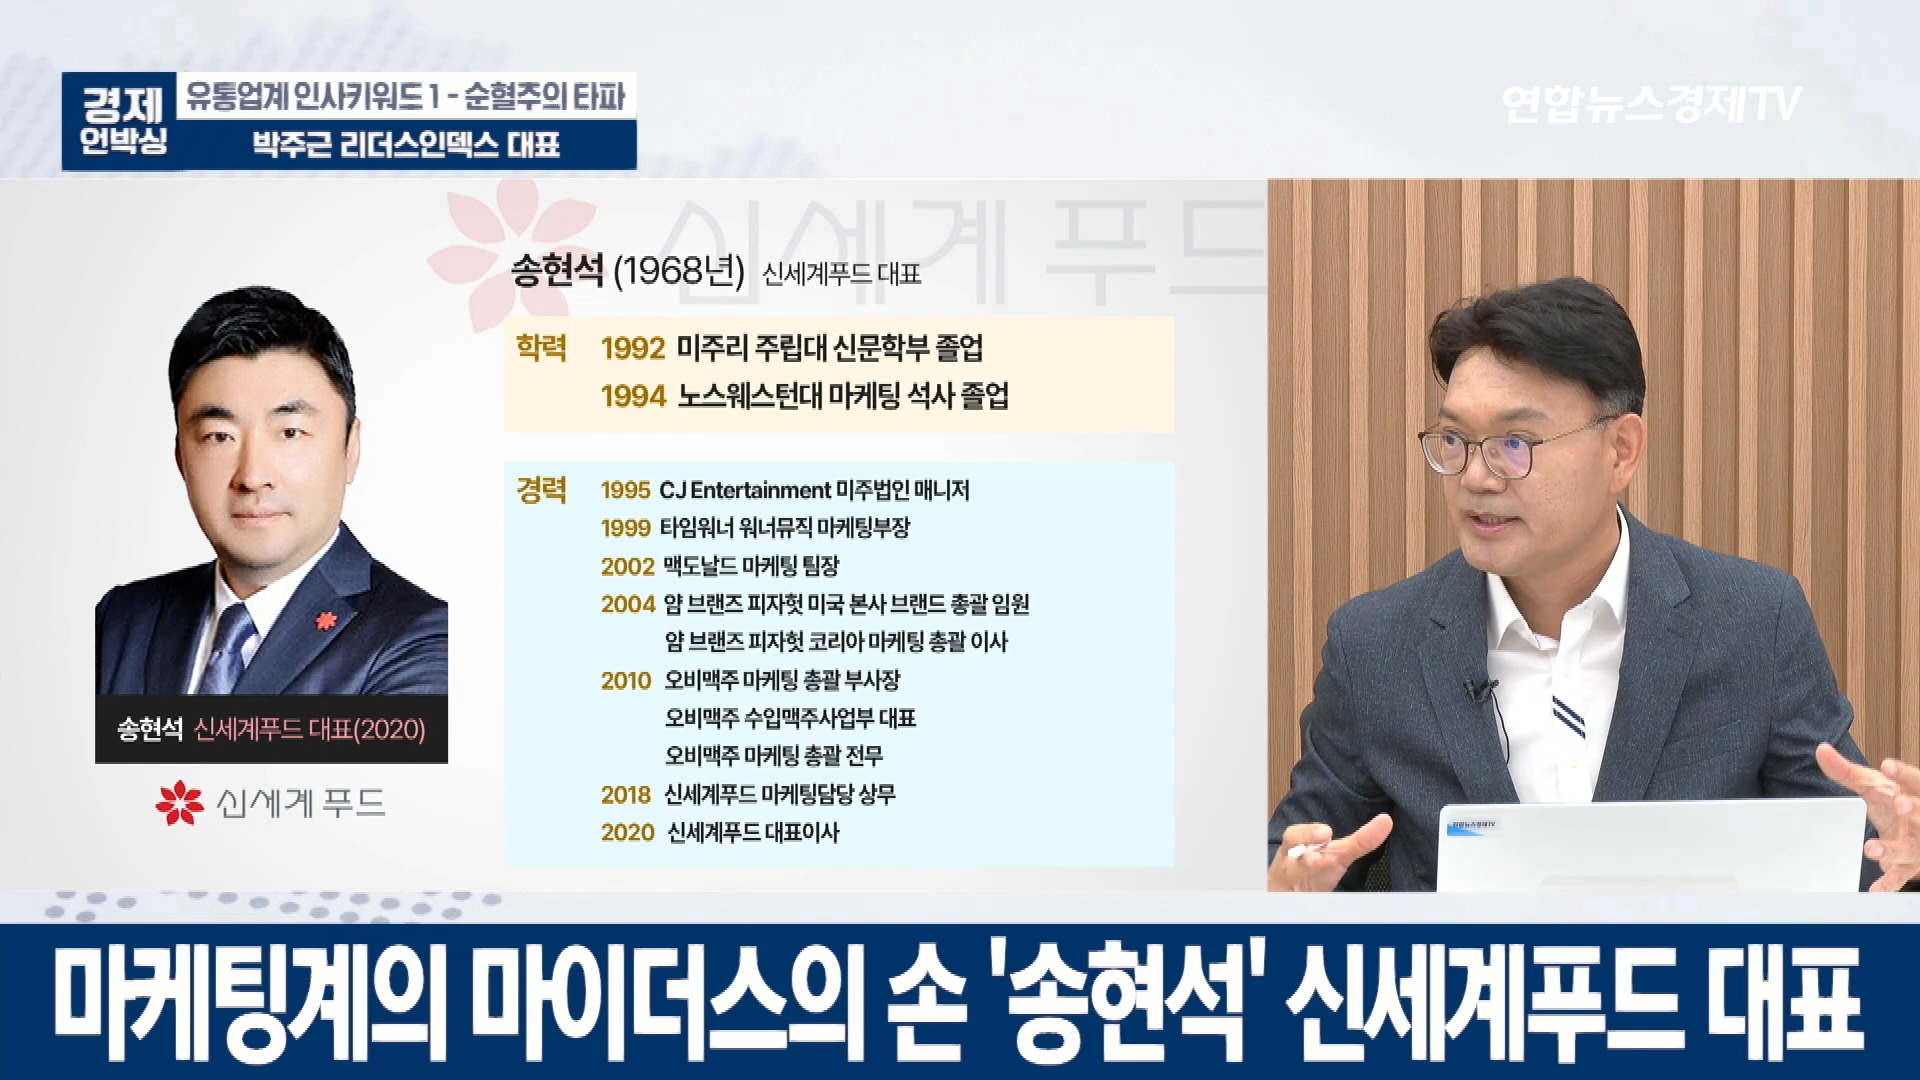 경제
언박싱
유통업계 인사키워드 1 - 순혈주의 타파
박주근 리더스인덱스 대표
연합뉴스경제TV
신세계 푸드
송현석 (1968년) 신세계푸드 대표
학력 1992 미주리 주립대 신문학부 졸업
1994 노스웨스턴대 마케팅 석사 졸업
경력 1995 CJ Entertainment 미주법인 매니저
1999 타임워너 워너뮤직 마케팅부장
2002 맥도날드 마케팅 팀장
2004 얌 브랜즈 피자헛 미국 본사 브랜드 총괄 임원
얌 브랜즈 피자헛 코리아 마케팅 총괄 이사
2010 오비맥주 마케팅 총괄 부사장
오비맥주 수입맥주사업부 대표
오비맥주 마케팅 총괄 전무
2018 신세계푸드 마케팅담당 상무
2020 신세계푸드 대표이사
송현석 신세계푸드 대표(2020)
신세계 푸드
연합뉴스경제TV
마케팅계의 마이더스의 손 '송현석' 신세계푸드 대표